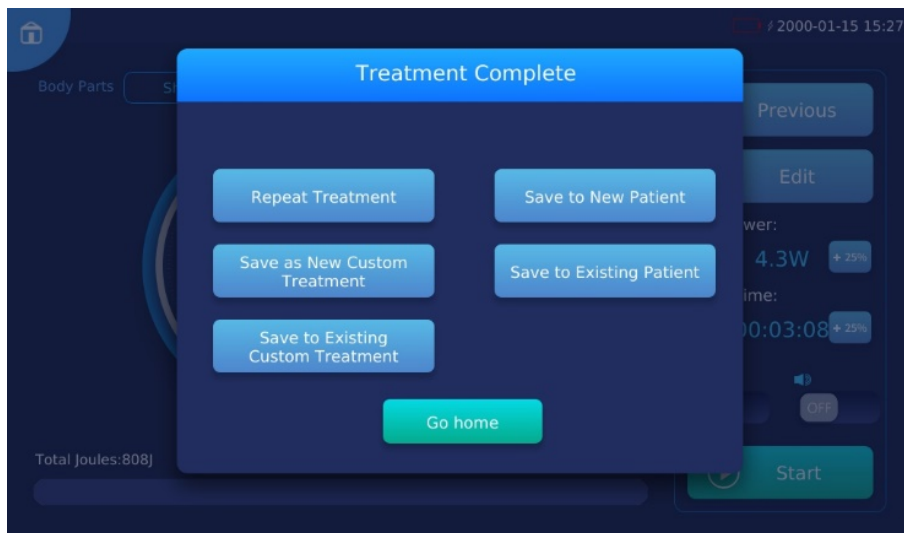 2000-01-15 15:27
Treatment Complete
Body Parts
Previous
Repeat Treatment
Save to New Patient
Edit
Save as New Custom
Treatment
Save to Existing Patient
4.3W
+ 25%
Save to Existing
Custom Treatment
:03:08
+ 25%
OFF
Go home
Total Joules:808J
Start